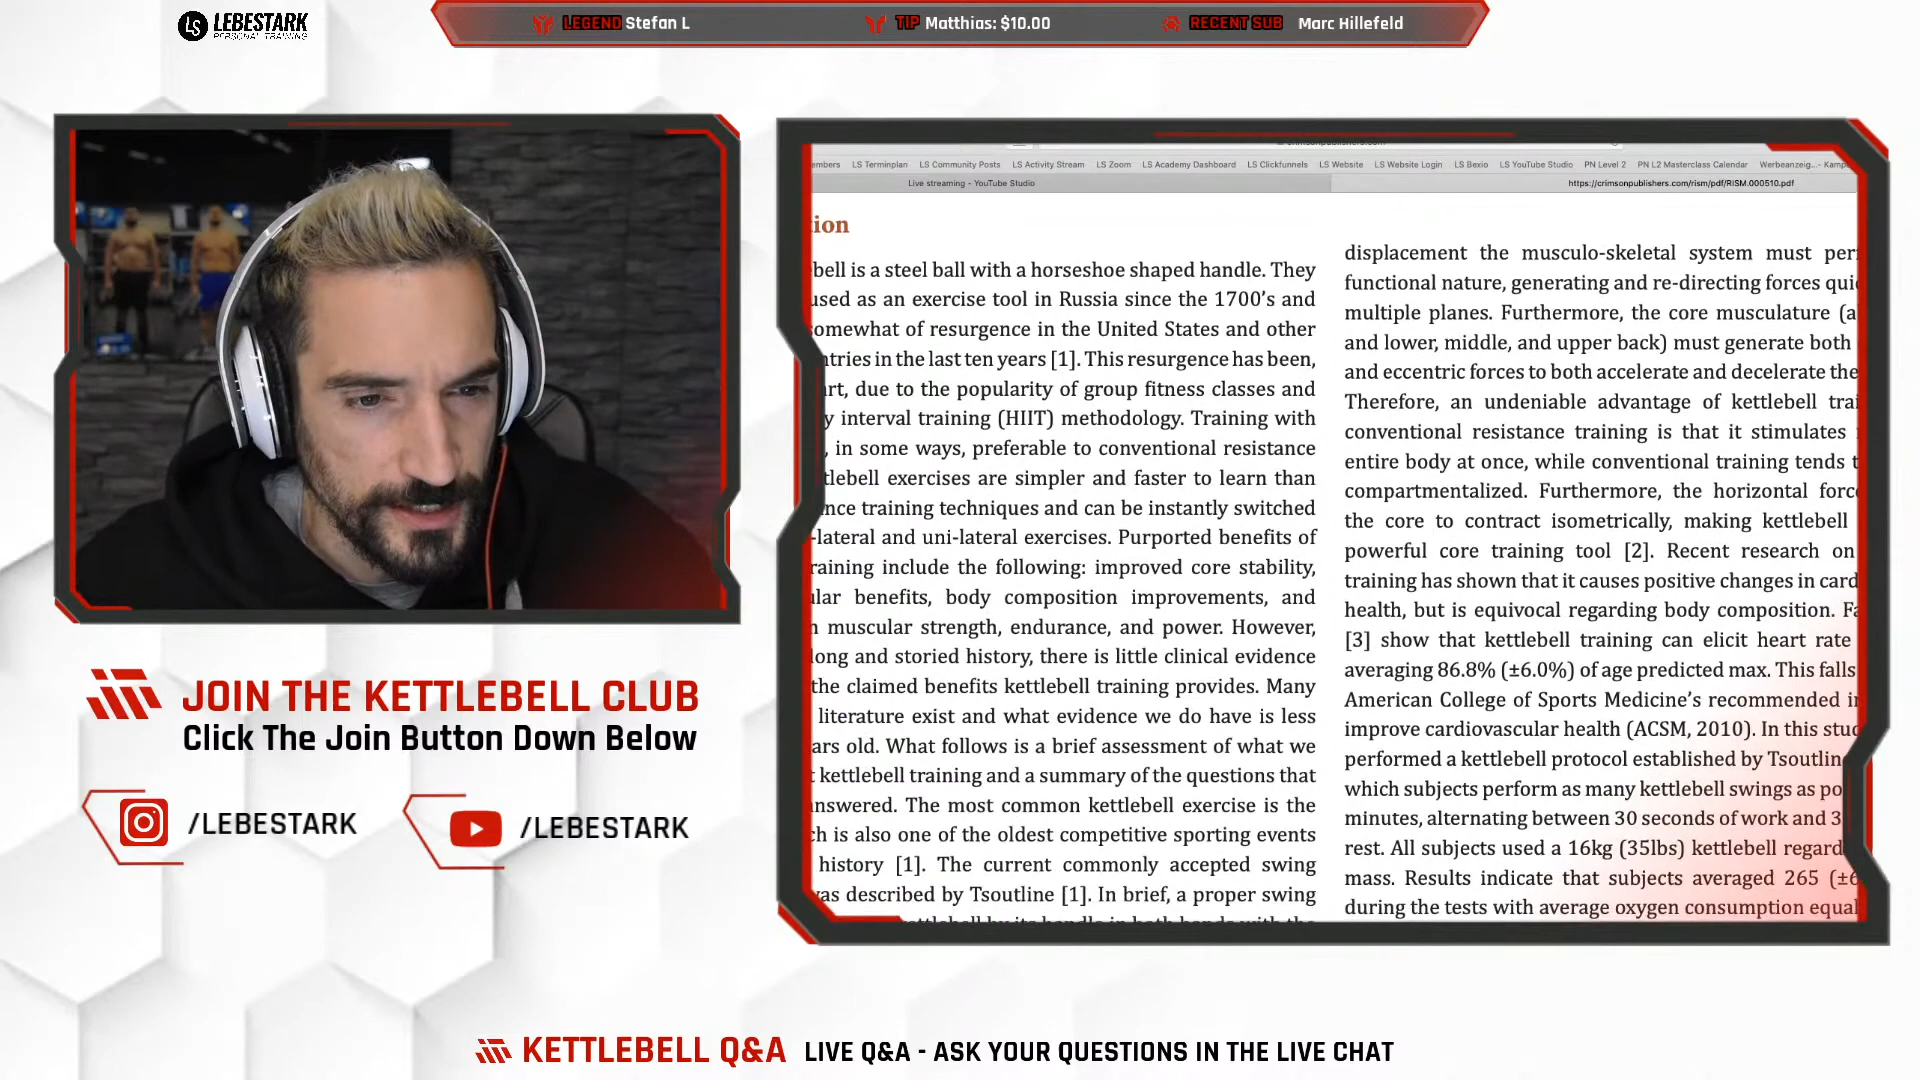 LS LEBESTARK
PERSONAL TRAINING
LEGEND Stefan L
TIP Matthias: $10.00
RECENT SUB Marc Hillefeld
LS Terminplan LS Community Posts LS Activity Stream LS Zoom LS Academy Dashboard LS Clickfunnels LS Website LS Website Login LS Bexio LS YouTube Studio PN Level 2 PN L2 Masterclass Calendar Werbeanzeig...- Kamp
Live streaming - YouTube Studio
https://crimsonpublishers.com/rism/pdf/RISM.000510.pdf
tion
bell is a steel ball with a horseshoe shaped handle. They
used as an exercise tool in Russia since the 1700's and
somewhat of resurgence in the United States and other
ntries in the last ten years [1]. This resurgence has been,
art, due to the popularity of group fitness classes and
y interval training (HIIT) methodology. Training with
, in some ways, preferable to conventional resistance
tlebell exercises are simpler and faster to learn than
nce training techniques and can be instantly switched
-lateral and uni-lateral exercises. Purported benefits of
raining include the following: improved core stability,
lar benefits, body composition improvements, and
n muscular strength, endurance, and power. However,
long and storied history, there is little clinical evidence
the claimed benefits kettlebell training provides. Many
literature exist and what evidence we do have is less
ars old. What follows is a brief assessment of what we
t kettlebell training and a summary of the questions that
answered. The most common kettlebell exercise is the
ch is also one of the oldest competitive sporting events
history [1]. The current commonly accepted swing
was described by Tsoutline [1]. In brief, a proper swing
displacement the musculo-skeletal system must per
functional nature, generating and re-directing forces qui
multiple planes. Furthermore, the core musculature (a
and lower, middle, and upper back) must generate both
and eccentric forces to both accelerate and decelerate the
Therefore, an undeniable advantage of kettlebell trai
conventional resistance training is that it stimulates
entire body at once, while conventional training tends t
compartmentalized. Furthermore, the horizontal forc
the core to contract isometrically, making kettlebell
powerful core training tool [2]. Recent research on
training has shown that it causes positive changes in card
health, but is equivocal regarding body composition. Fa
[3] show that kettlebell training can elicit heart rate
averaging 86.8% (±6.0%) of age predicted max. This falls
American College of Sports Medicine's recommended in
improve cardiovascular health (ACSM, 2010). In this stud
performed a kettlebell protocol established by Tsoutlin
which subjects perform as many kettlebell swings as po
minutes, alternating between 30 seconds of work and 3
rest. All subjects used a 16kg (35lbs) kettlebell regard
mass. Results indicate that subjects averaged 265 (±6
during the tests with average oxygen consumption equal
JOIN THE KETTLEBELL CLUB
Click The Join Button Down Below
/LEBESTARK
/LEBESTARK
KETTLEBELL Q&A LIVE Q&A - ASK YOUR QUESTIONS IN THE LIVE CHAT